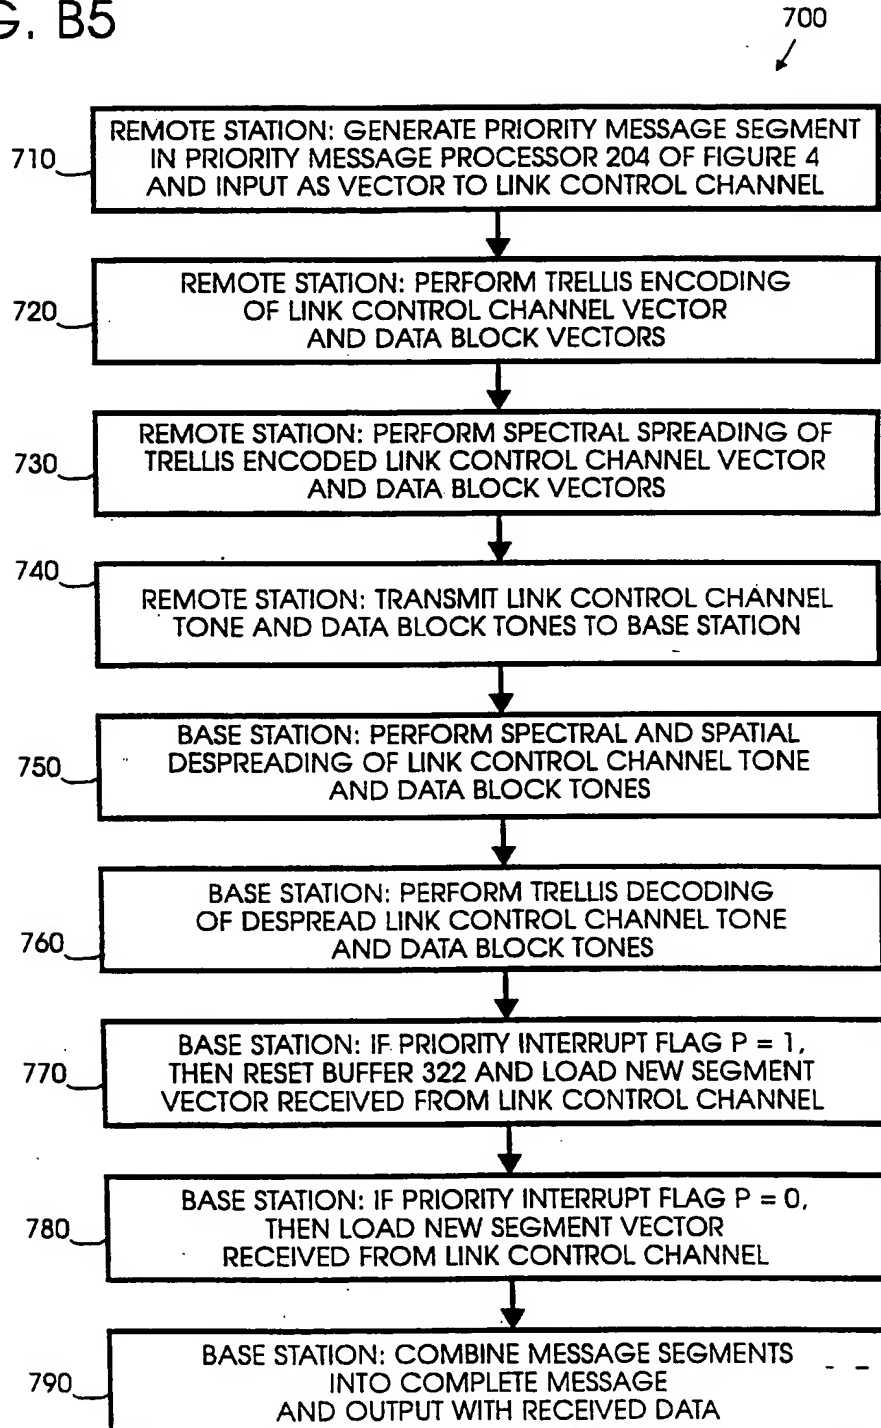 G. B5
700
710
REMOTE STATION: GENERATE PRIORITY MESSAGE SEGMENT
IN PRIORITY MESSAGE PROCESSOR 204 OF FIGURE 4
AND INPUT AS VECTOR TO LINK CONTROL CHANNEL
720
REMOTE STATION: PERFORM TRELLIS ENCODING
OF LINK CONTROL CHANNEL VECTOR
AND DATA BLOCK VECTORS
730
REMOTE STATION: PERFORM SPECTRAL SPREADING OF
TRELLIS ENCODED LINK CONTROL CHANNEL VECTOR
AND DATA BLOCK VECTORS
740
REMOTE STATION: TRANSMIT LINK CONTROL CHANNEL
TONE AND DATA BLOCK TONES TO BASE STATION
750
BASE STATION: PERFORM SPECTRAL AND SPATIAL
DESPREADING OF LINK CONTROL CHANNEL TONE
AND DATA BLOCK TONES
760
BASE STATION: PERFORM TRELLIS DECODING
OF DESPREAD LINK CONTROL CHANNEL TONE
AND DATA BLOCK TONES
770
BASE STATION: IF PRIORITY INTERRUPT FLAG P = 1,
THEN RESET BUFFER 322 AND LOAD NEW SEGMENT
VECTOR RECEIVED FROM LINK CONTROL CHANNEL
780
BASE STATION: IF PRIORITY INTERRUPT FLAG P = 0,
THEN LOAD NEW SEGMENT VECTOR
RECEIVED FROM LINK CONTROL CHANNEL
790
BASE STATION: COMBINE MESSAGE SEGMENTS
INTO COMPLETE MESSAGE
AND OUTPUT WITH RECEIVED DATA